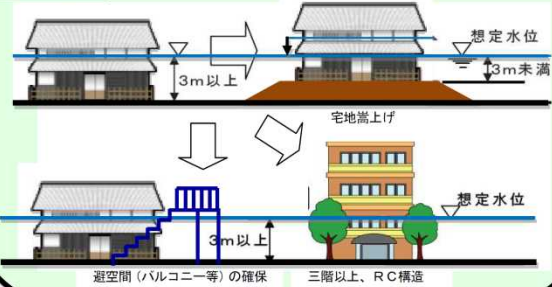 想定水位
3m以上
3m未満
宅地嵩上げ
想定水位
3m以上
避空間（バルコニー等）の確保
三階以上、ＲＣ構造